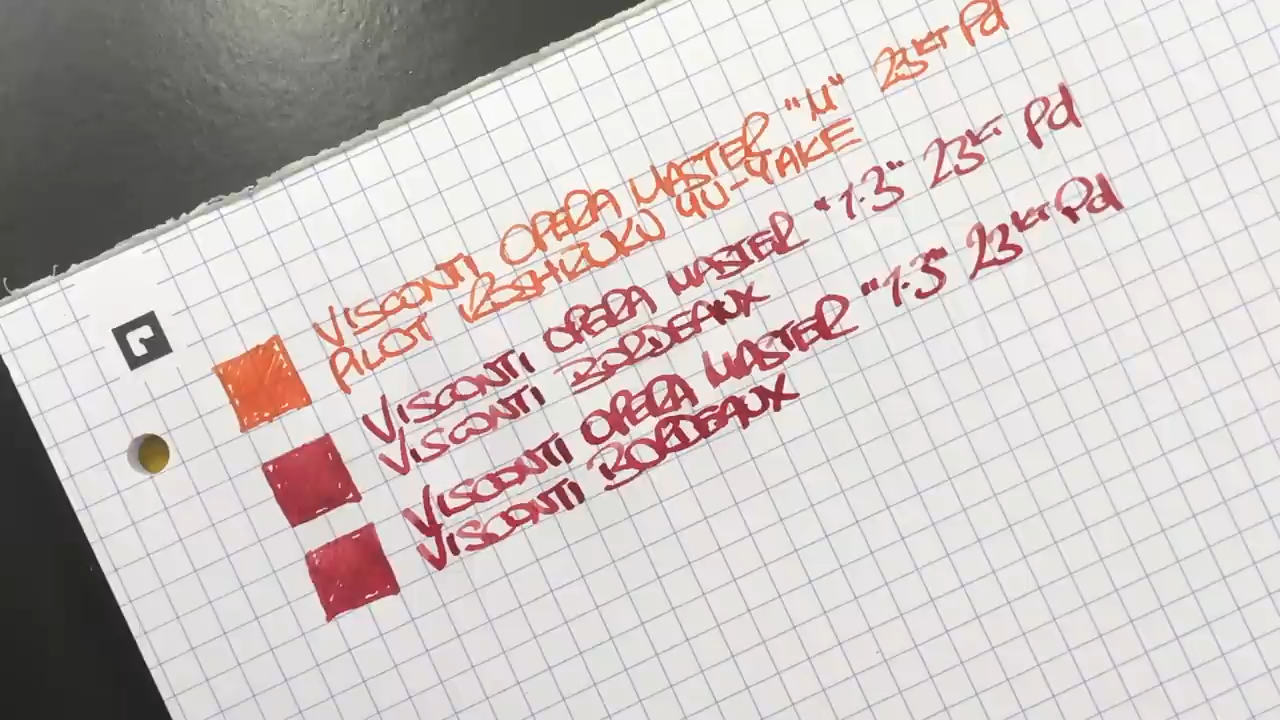 VISCONTI OPERA MASTER "M" 23KT Pd
PILOT IROSHIZUKU YU-YAKE
VISCONTI OPERA MASTER "1.3" 23KT Pd
VISCONTI BORDEAUX
VISCONTI OPERA MASTER "1.3" 23KT Pd
VISCONTI BORDEAUX